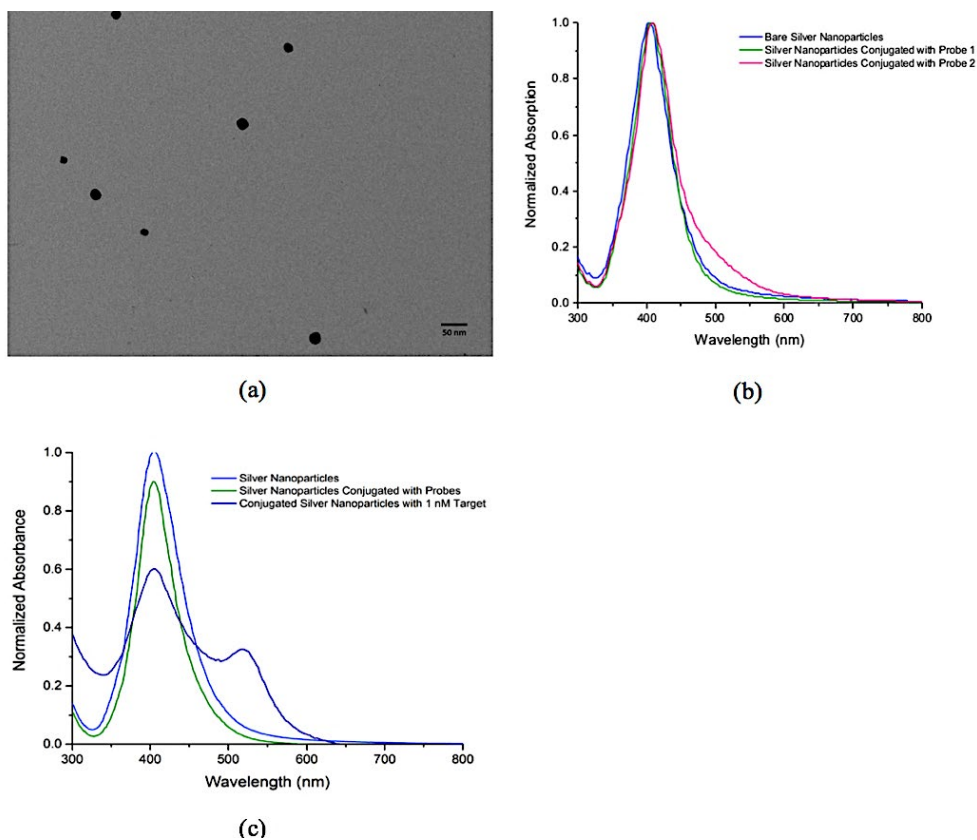 50 nm
(a)
Bare Silver Nanoparticles
Silver Nanoparticles Conjugated with Probe 1
Silver Nanoparticles Conjugated with Probe 2
Normalized Absorption
1.0
0.8
0.6
0.4
0.2
0.0
300 400 500 600 700 800
Wavelength (nm)
(b)
Silver Nanoparticles
Silver Nanoparticles Conjugated with Probes
Conjugated Silver Nanoparticles with 1 nM Target
Normalized Absorbance
1.0
0.8
0.6
0.4
0.2
0.0
300 400 500 600 700 800
Wavelength (nm)
(c)